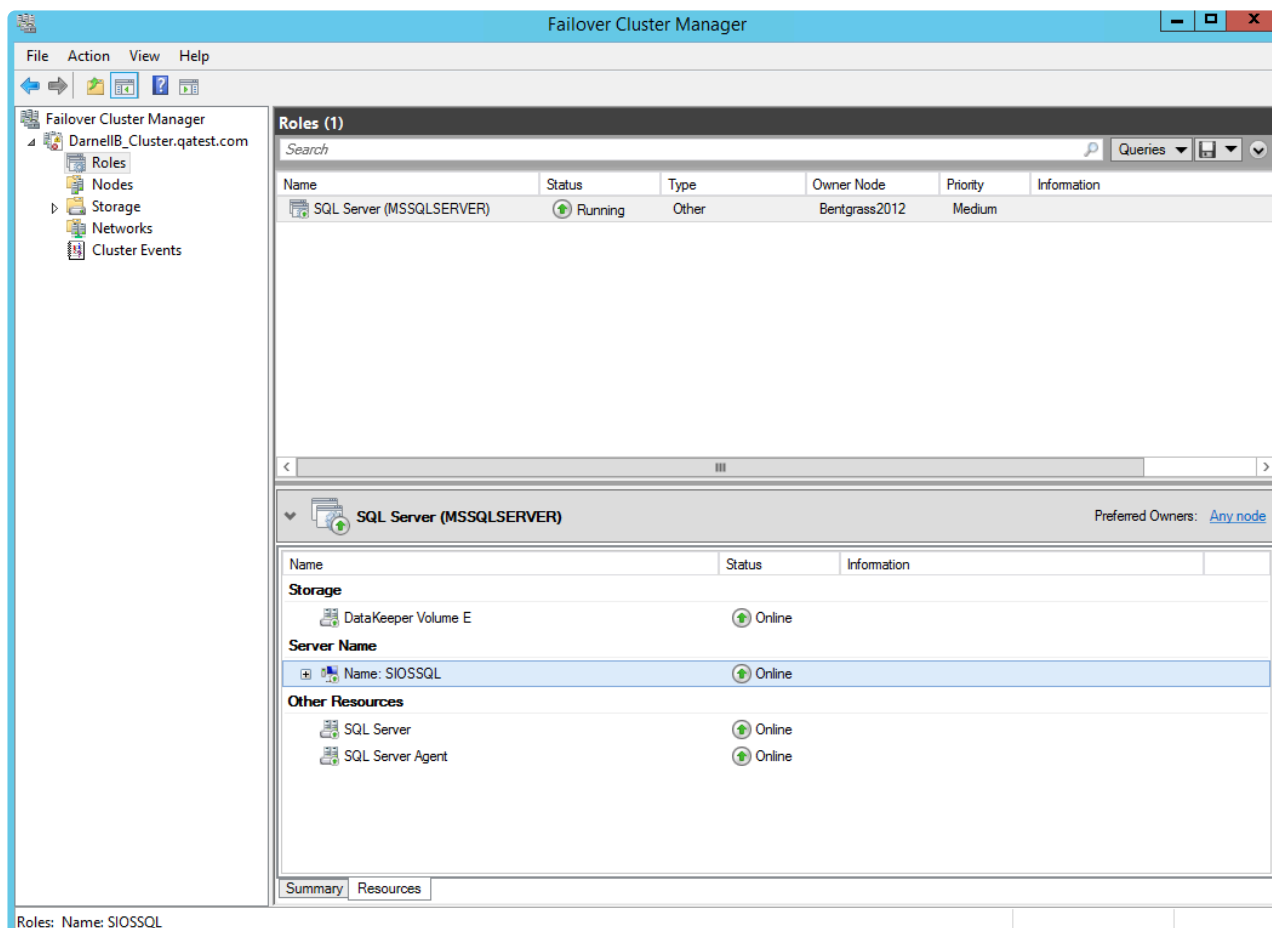 Failover Cluster Manager
File Action View Help
Failover Cluster Manager
DarnellB_Cluster.qatest.com
Roles
Nodes
Storage
Networks
Cluster Events
Roles (1)
Search
Queries
Name Status Type Owner Node Priority Information
SQL Server (MSSQLSERVER) Running Other Bentgrass2012 Medium
SQL Server (MSSQLSERVER) Preferred Owners: Any node
Name Status Information
Storage
DataKeeper Volume E Online
Server Name
Name: SIOSSQL Online
Other Resources
SQL Server Online
SQL Server Agent Online
Summary Resources
Roles: Name: SIOSSQL